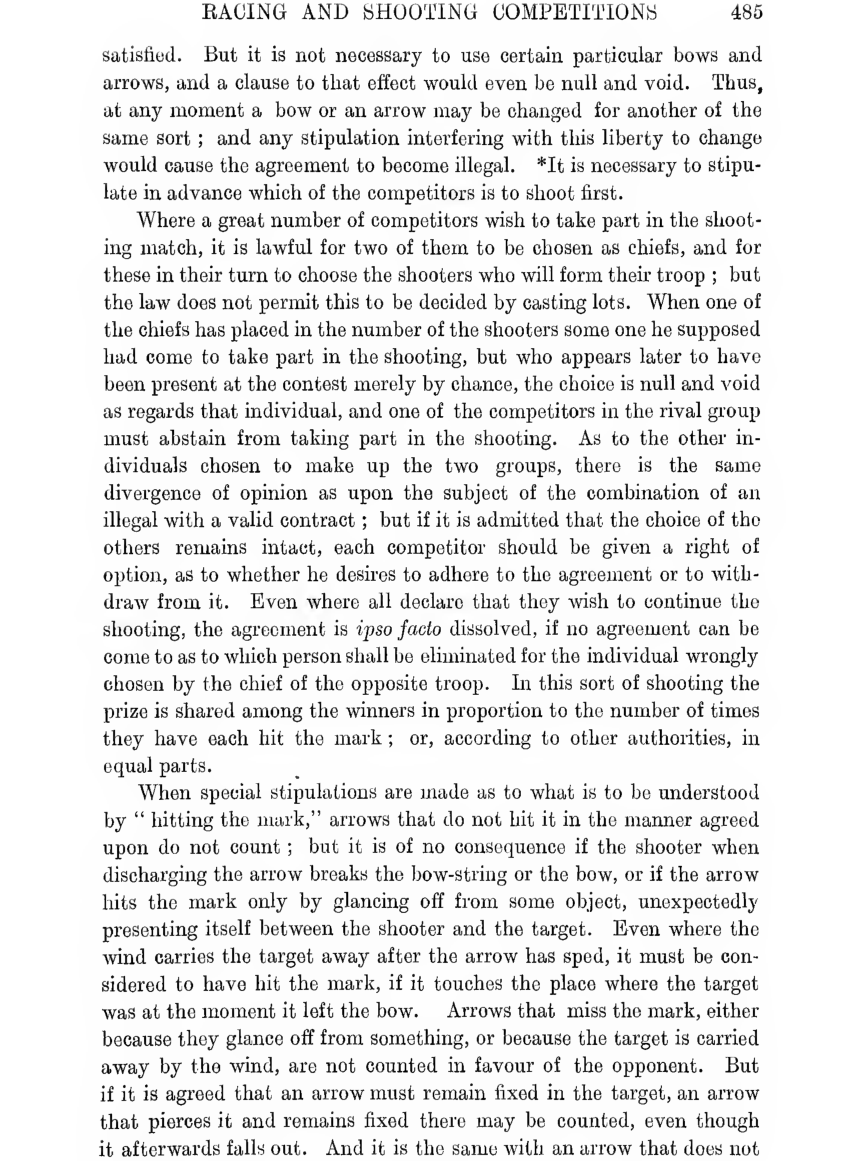 RACING AND SHOOTING COMPETITIONS 485
satisfied. But it is not necessary to use certain particular bows and
arrows, and a clause to that effect would even be null and void. Thus,
at any moment a bow or an arrow may be changed for another of the
same sort ; and any stipulation interfering with this liberty to change
would cause the agreement to become illegal. *It is necessary to stipu-
late in advance which of the competitors is to shoot first.
Where a great number of competitors wish to take part in the shoot-
ing match, it is lawful for two of them to be chosen as chiefs, and for
these in their turn to choose the shooters who will form their troop ; but
the law does not permit this to be decided by casting lots. When one of
the chiefs has placed in the number of the shooters some one he supposed
had come to take part in the shooting, but who appears later to have
been present at the contest merely by chance, the choice is null and void
as regards that individual, and one of the competitors in the rival group
must abstain from taking part in the shooting. As to the other in-
dividuals chosen to make up the two groups, there is the same
divergence of opinion as upon the subject of the combination of an
illegal with a valid contract ; but if it is admitted that the choice of the
others remains intact, each competitor should be given a right of
option, as to whether he desires to adhere to the agreement or to with-
draw from it. Even where all declare that they wish to continue the
shooting, the agreement is ipso facto dissolved, if no agreement can be
come to as to which person shall be eliminated for the individual wrongly
chosen by the chief of the opposite troop. In this sort of shooting the
prize is shared among the winners in proportion to the number of times
they have each hit the mark ; or, according to other authorities, in
equal parts.
When special stipulations are made as to what is to be understood
by “ hitting the mark,” arrows that do not hit it in the manner agreed
upon do not count ; but it is of no consequence if the shooter when
discharging the arrow breaks the bow-string or the bow, or if the arrow
hits the mark only by glancing off from some object, unexpectedly
presenting itself between the shooter and the target. Even where the
wind carries the target away after the arrow has sped, it must be con-
sidered to have hit the mark, if it touches the place where the target
was at the moment it left the bow. Arrows that miss the mark, either
because they glance off from something, or because the target is carried
away by the wind, are not counted in favour of the opponent. But
if it is agreed that an arrow must remain fixed in the target, an arrow
that pierces it and remains fixed there may be counted, even though
it afterwards falls out. And it is the same with an arrow that does not